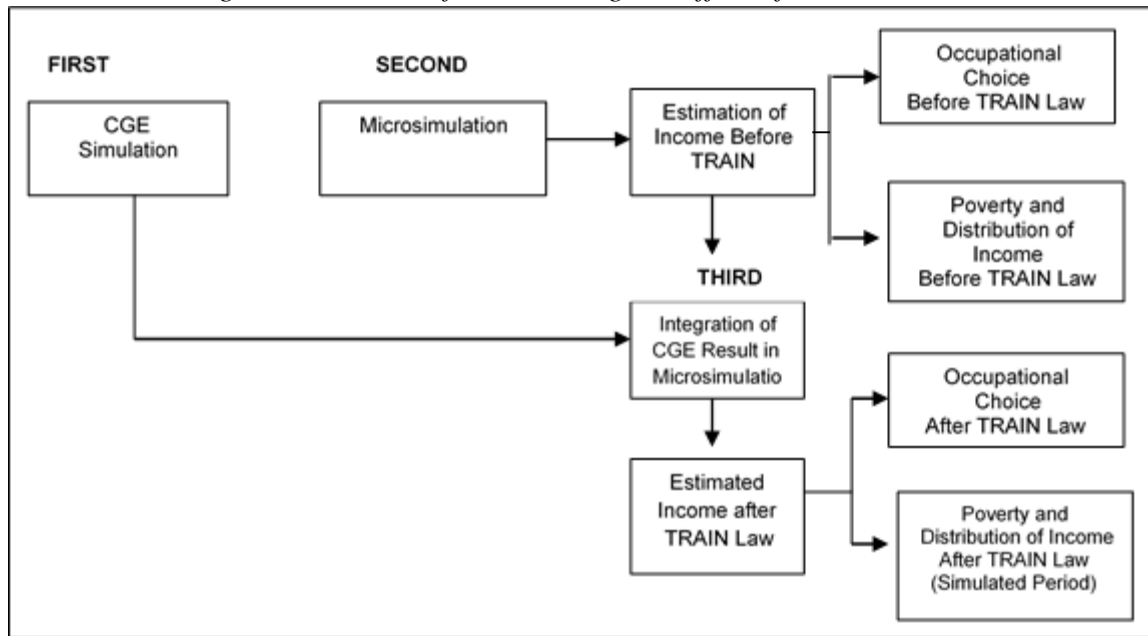 FIRST
CGE
Simulation
SECOND
Microsimulation
Estimation of
Income Before
TRAIN
Occupational
Choice
Before TRAIN Law
Poverty and
Distribution of
Income
Before TRAIN Law
THIRD
Integration of
CGE Result in
Microsimulatio
Estimated
Income after
TRAIN Law
Occupational
Choice
After TRAIN Law
Poverty and
Distribution of Income
After TRAIN Law
(Simulated Period)